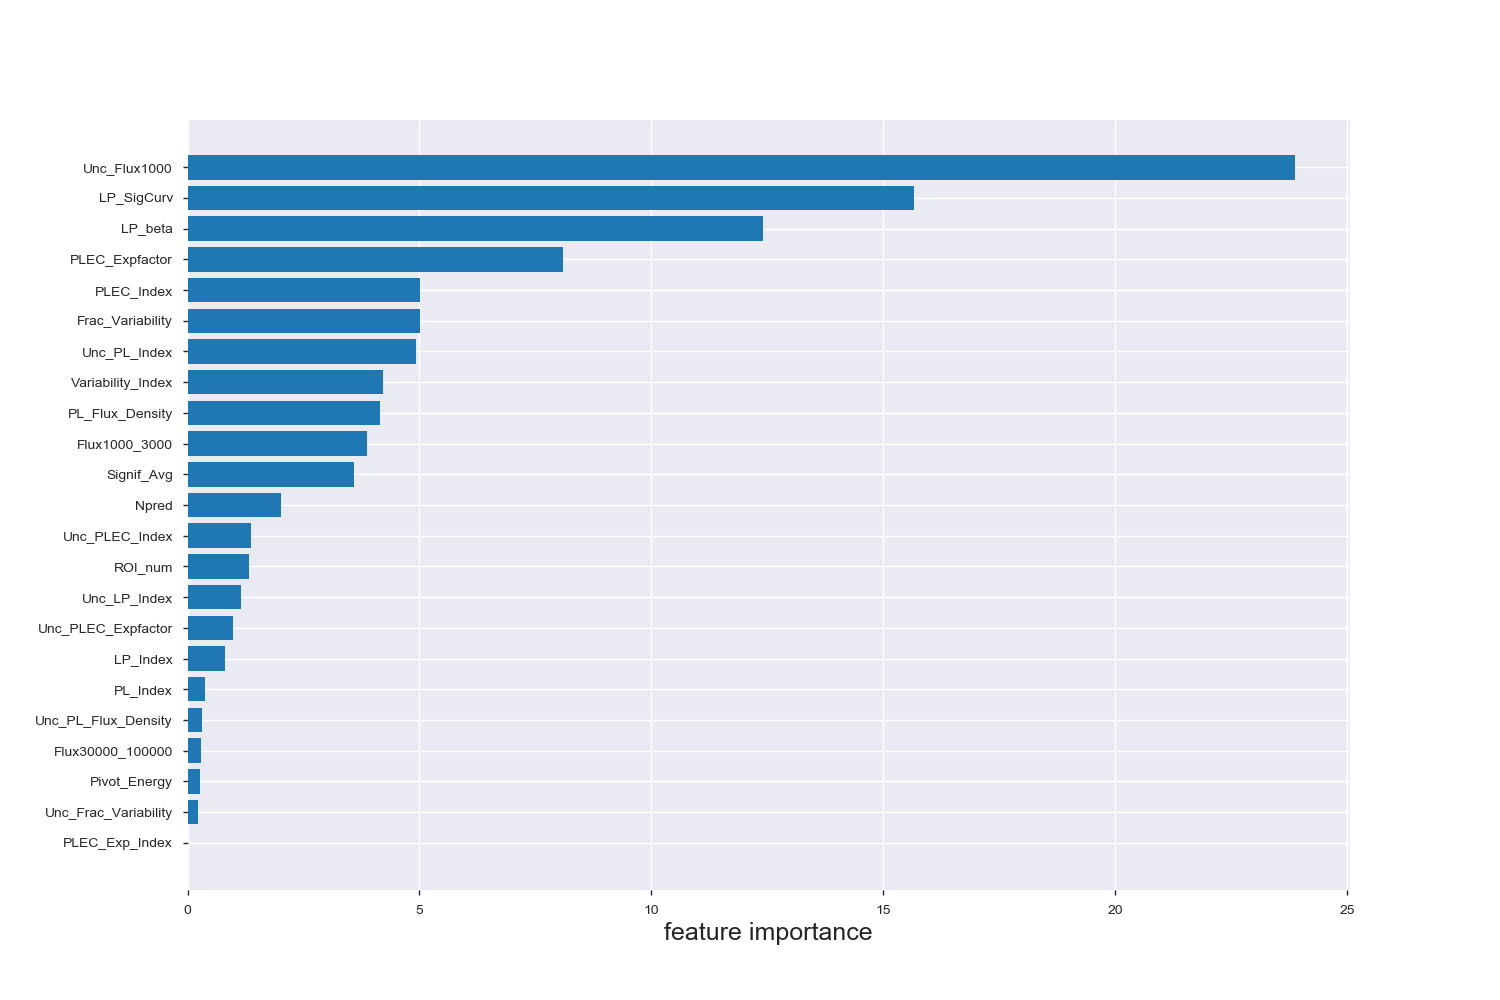 Unc_Flux1000
LP_SigCurv
LP_beta
PLEC_Expfactor
PLEC_Index
Frac_Variability
Unc_PL_Index
Variability_Index
PL_Flux_Density
Flux1000_3000
Signif_Avg
Npred
Unc_PLEC_Index
ROI_num
Unc_LP_Index
Unc_PLEC_Expfactor
LP_Index
PL_Index
Unc_PL_Flux_Density
Flux30000_100000
Pivot_Energy
Unc_Frac_Variability
PLEC_Exp_Index
0 5 10 15 20 25
feature importance